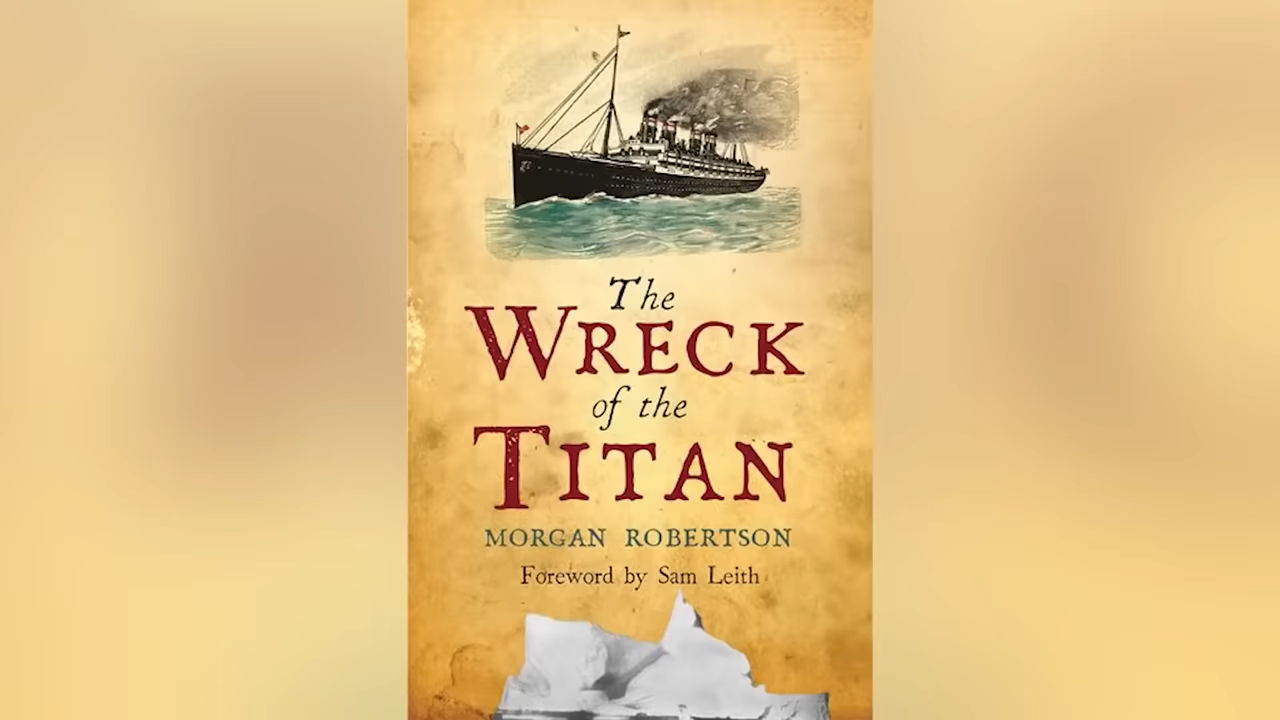 The
WRECK
of the
TITAN
MORGAN ROBERTSON
Foreword by Sam Leith